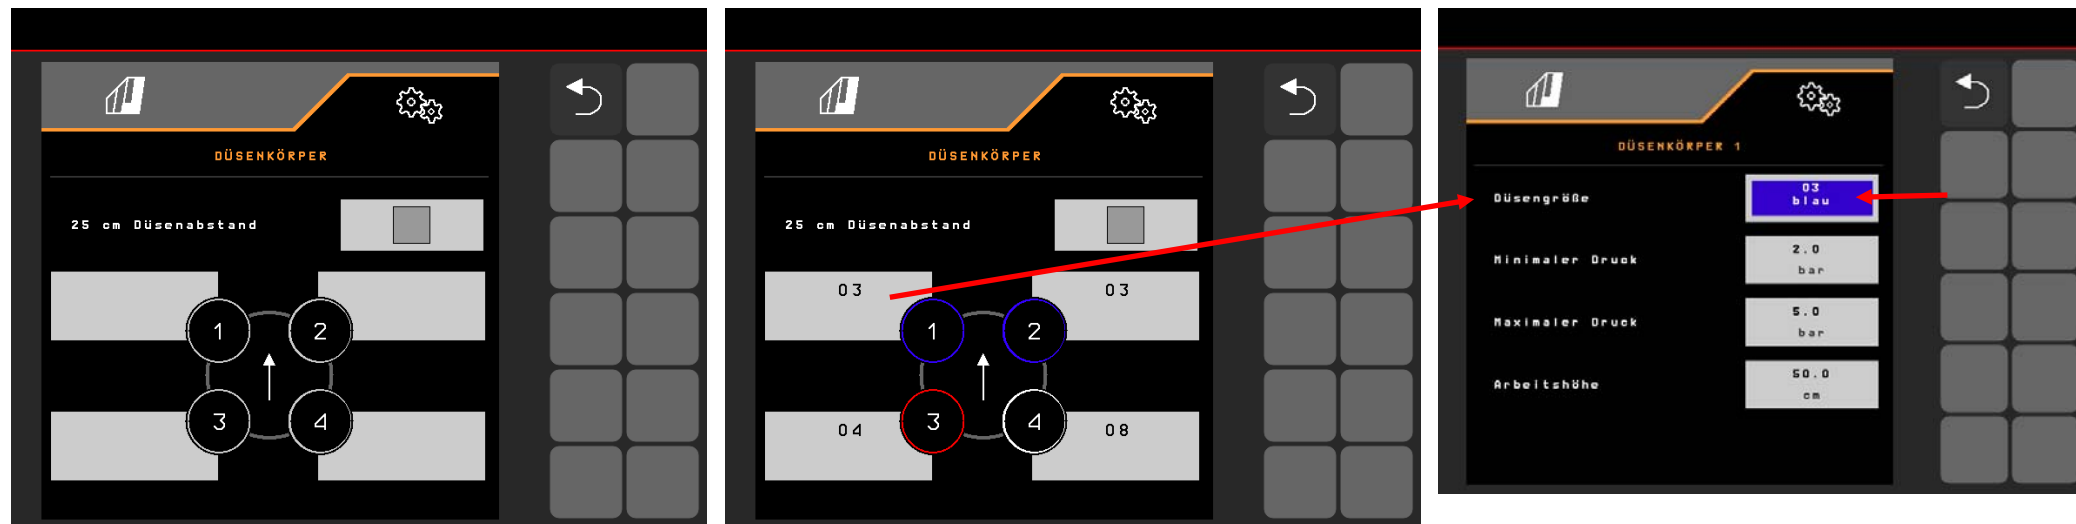 DÜSENKÖRPER
25 cm Düsenabstand
1
2
3
4
DÜSENKÖRPER
25 cm Düsenabstand
03
03
1
2
3
4
04
08
DÜSENKÖRPER 1
Düsengröße
03
blau
Minimaler Druck
2.0
bar
Maximaler Druck
5.0
bar
Arbeitshöhe
50.0
cm